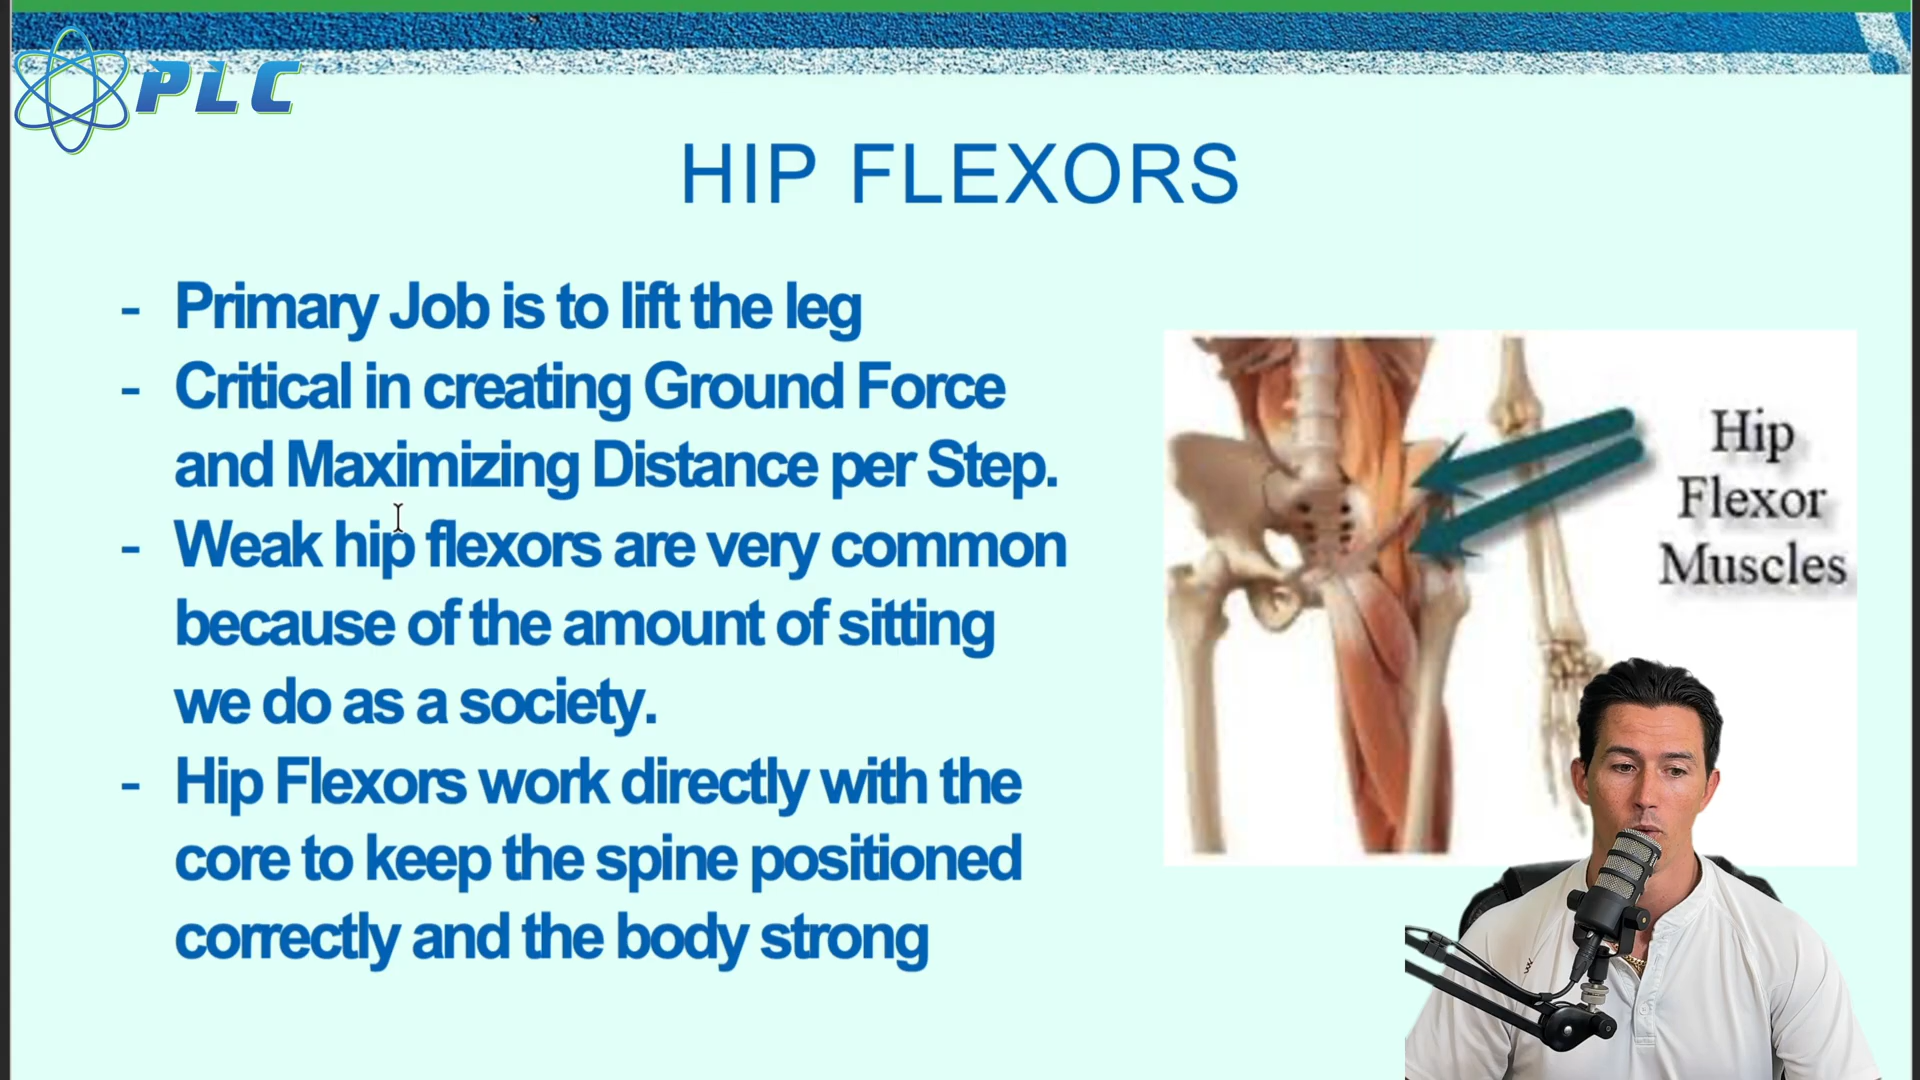 PLC
HIP FLEXORS
- Primary Job is to lift the leg
- Critical in creating Ground Force
and Maximizing Distance per Step.
- Weak hip flexors are very common
because of the amount of sitting
we do as a society.
- Hip Flexors work directly with the
core to keep the spine positioned
correctly and the body strong
Hip
Flexor
Muscles